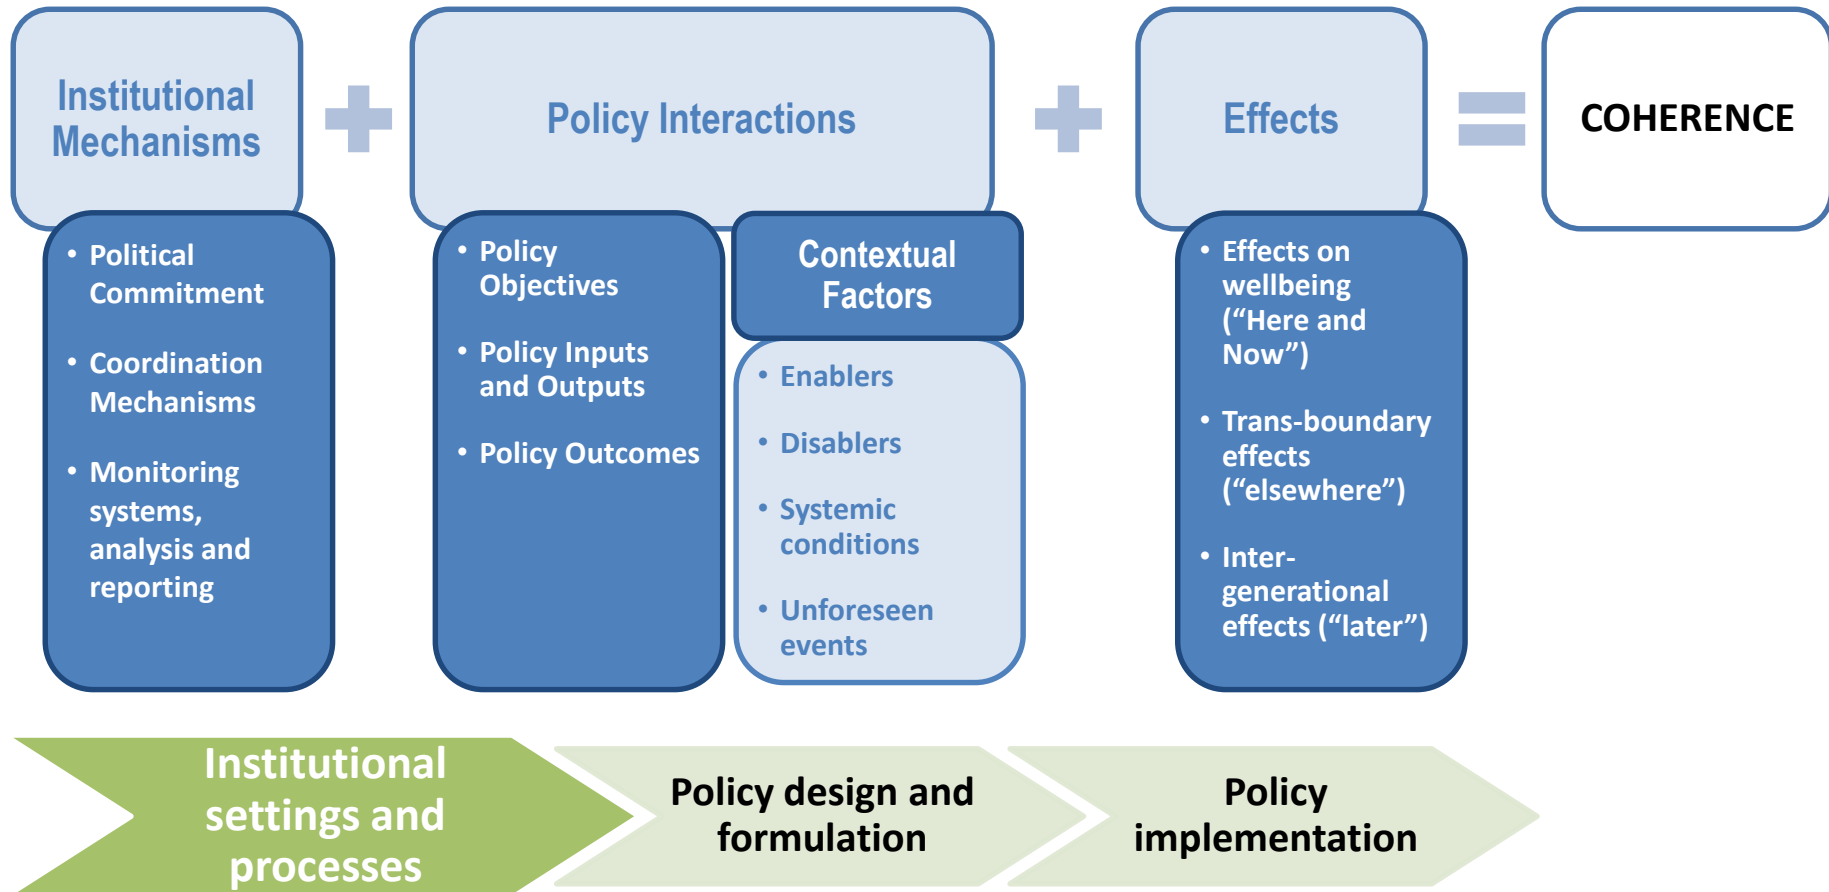 Institutional
Mechanisms
Policy Interactions
Effects
COHERENCE
• Political
Commitment
• Coordination
Mechanisms
• Monitoring
systems,
analysis and
reporting
• Policy
Objectives
• Policy Inputs
and Outputs
• Policy Outcomes
Contextual
Factors
• Enablers
• Disablers
• Systemic
conditions
• Unforeseen
events
• Effects on
wellbeing
(“Here and
Now”)
• Trans-boundary
effects
(“elsewhere”)
• Inter-
generational
effects (“later”)
Institutional
settings and
processes
Policy design and
formulation
Policy
implementation